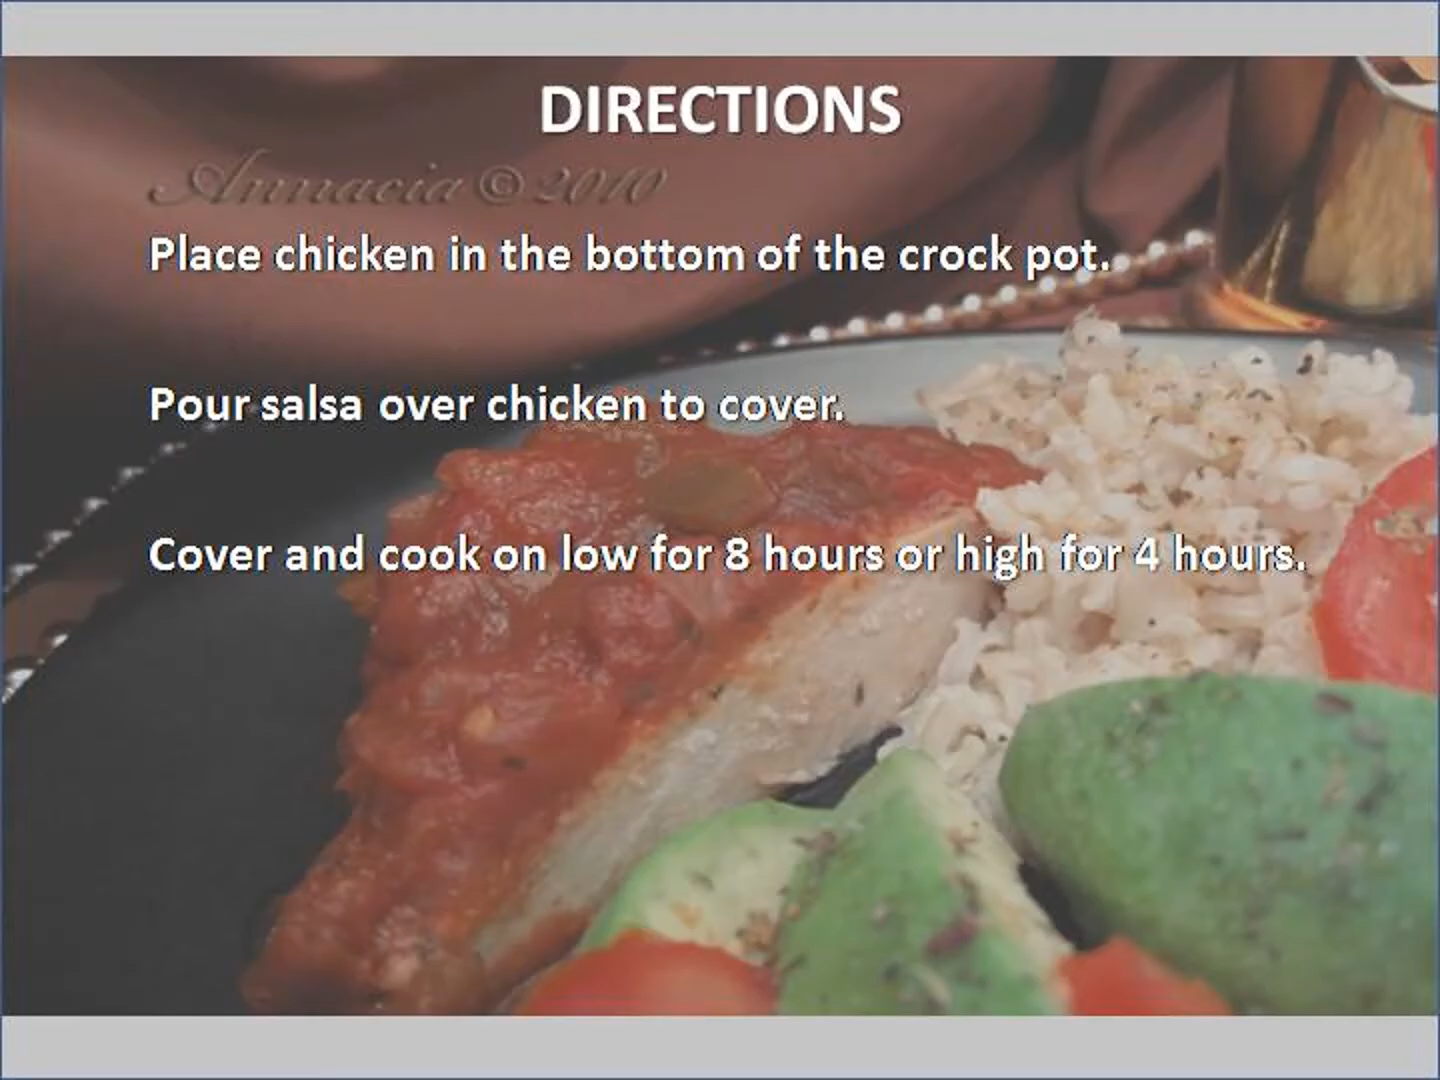 DIRECTIONS
Annacia © 2010
Place chicken in the bottom of the crock pot.
Pour salsa over chicken to cover.
Cover and cook on low for 8 hours or high for 4 hours.